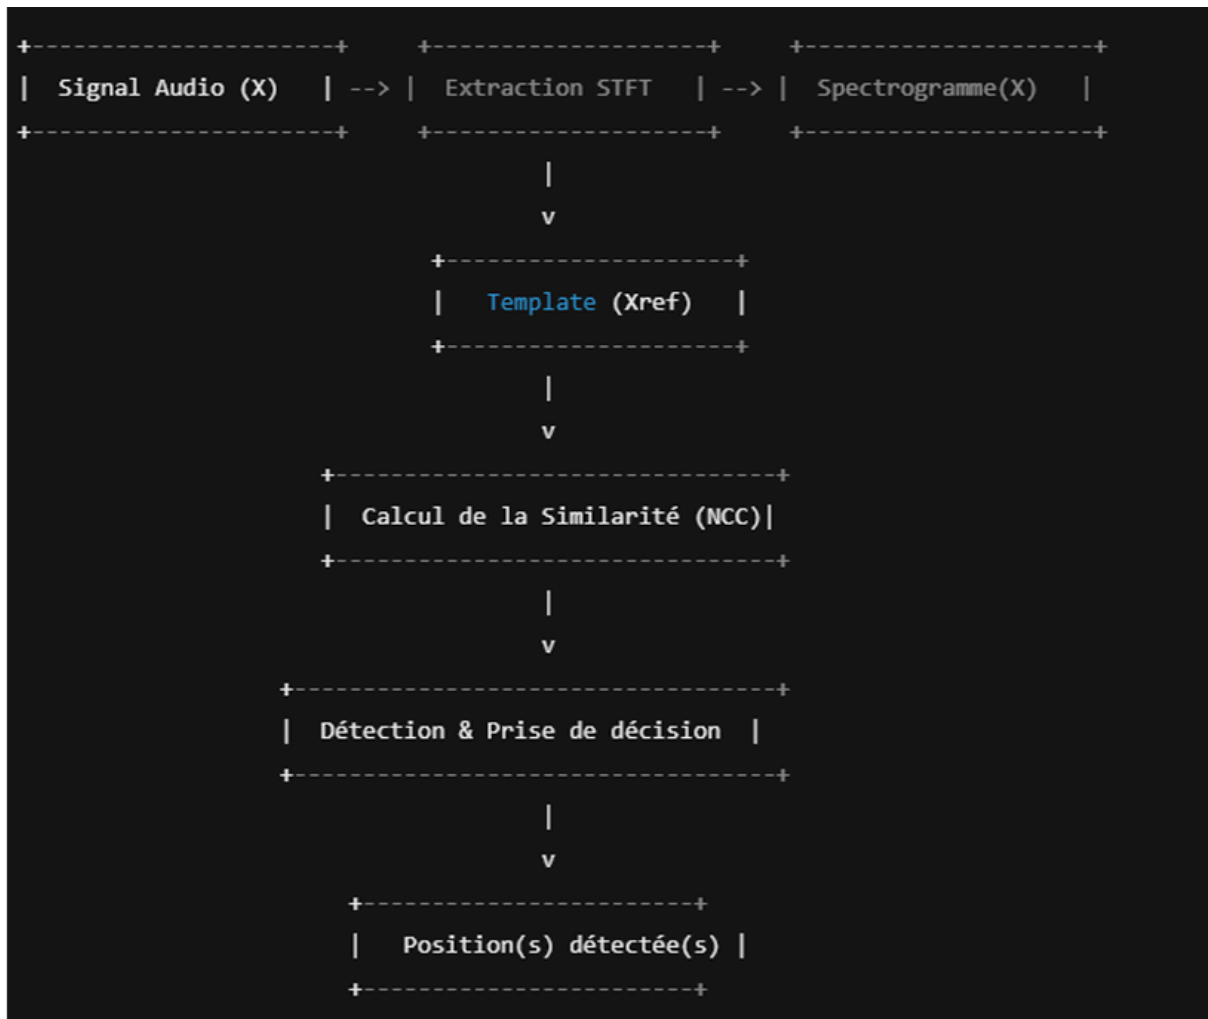 +----------------------+     +--------------------+     +---------------------+
|  Signal Audio (X)   | --> |  Extraction STFT   | --> |  Spectrogramme(X)   |
+----------------------+     +--------------------+     +---------------------+
|
v
+---------------------+
|   Template (Xref)   |
+---------------------+
|
v
+--------------------------------+
|  Calcul de la Similarité (NCC)|
+--------------------------------+
|
v
+-----------------------------------+
|  Détection & Prise de décision  |
+-----------------------------------+
|
v
+------------------------+
|   Position(s) détectée(s) |
+------------------------+